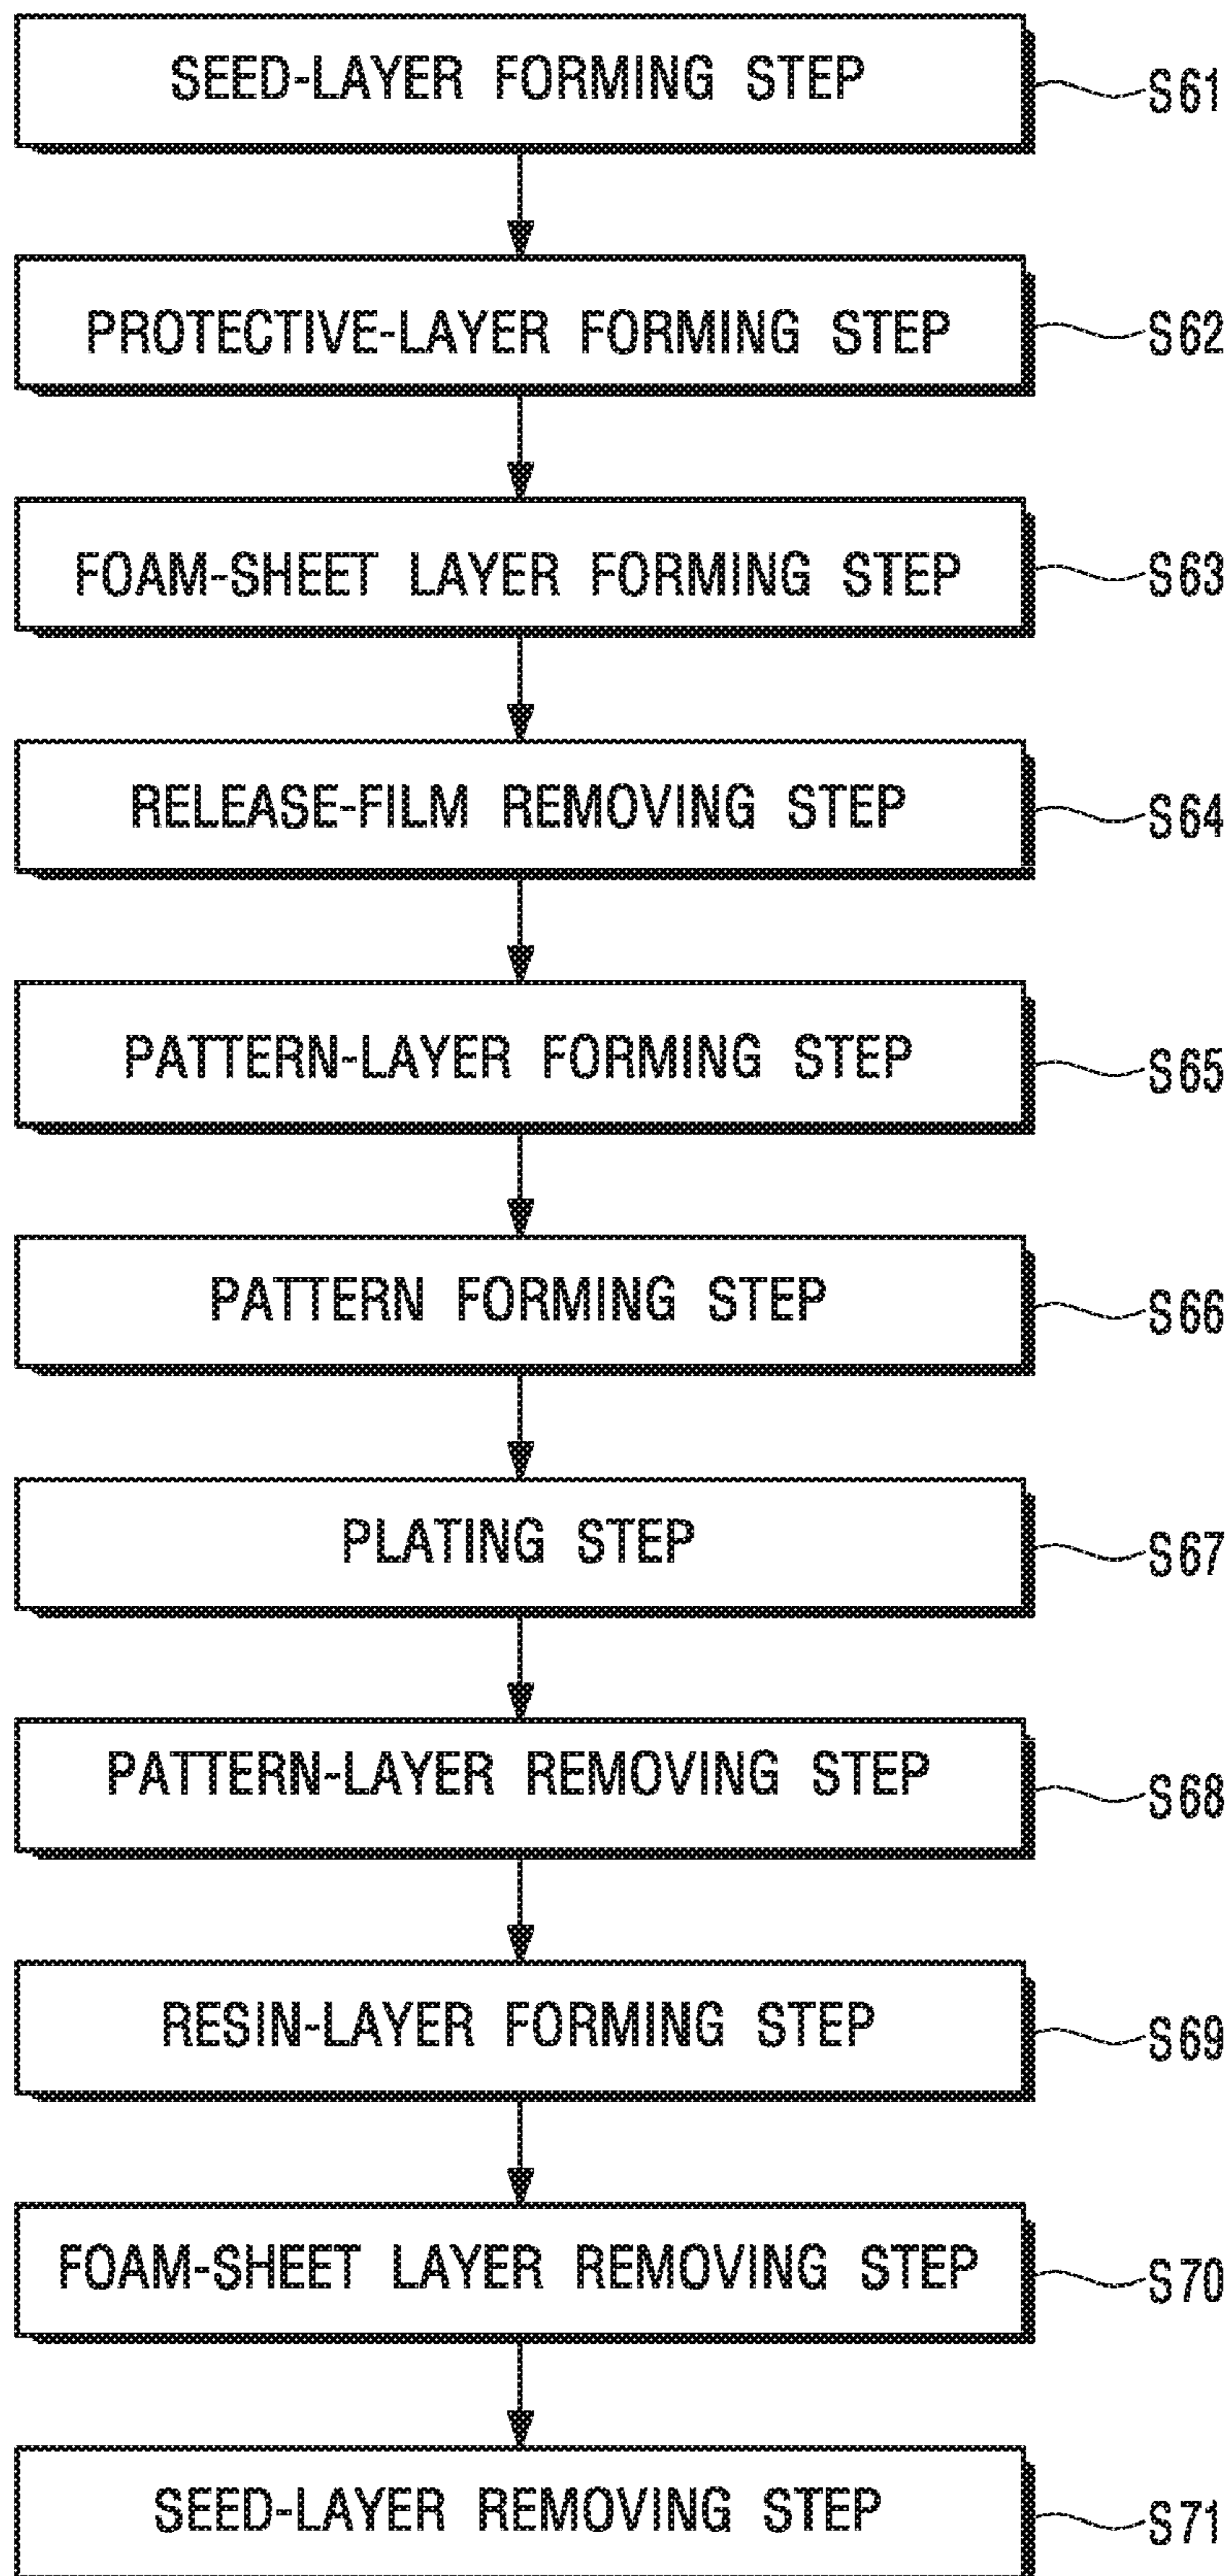 SEED-LAYER FORMING STEP S61
PROTECTIVE-LAYER FORMING STEP S62
FOAM-SHEET LAYER FORMING STEP S63
RELEASE-FILM REMOVING STEP S64
PATTERN-LAYER FORMING STEP S65
PATTERN FORMING STEP S66
PLATING STEP S67
PATTERN-LAYER REMOVING STEP S68
RESIN-LAYER FORMING STEP S69
FOAM-SHEET LAYER REMOVING STEP S70
SEED-LAYER REMOVING STEP S71